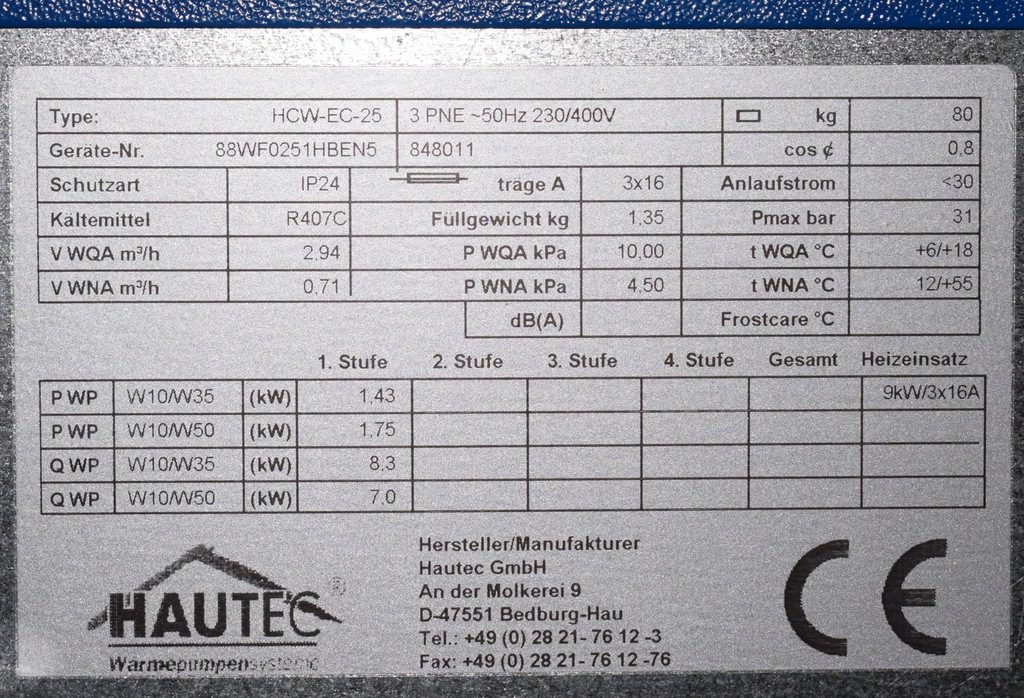 Type: HCW-EC-25 3 PNE ~50Hz 230/400V kg 80
Geräte-Nr. 88WF0251HBEN5 848011 cos ¢ 0,8
Schutzart IP24 träge A 3x16 Anlaufstrom <30
Kältemittel R407C Füllgewicht kg 1,35 Pmax bar 31
V WQA m³/h 2,94 P WQA kPa 10,00 t WQA °C +6/+18
V WNA m³/h 0,71 P WNA kPa 4,50 t WNA °C 12/+55
dB(A) Frostcare °C
1. Stufe 2. Stufe 3. Stufe 4. Stufe Gesamt Heizeinsatz
P WP W10/W35 (kW) 1,43 9kW/3x16A
P WP W10/W50 (kW) 1,75
Q WP W10/W35 (kW) 8,3
Q WP W10/W50 (kW) 7,0
HAUTEC®
Wärmepumpensysteme
Hersteller/Manufakturer
Hautec GmbH
An der Molkerei 9
D-47551 Bedburg-Hau
Tel.: +49 (0) 28 21- 76 12 -3
Fax: +49 (0) 28 21- 76 12 -76
CE